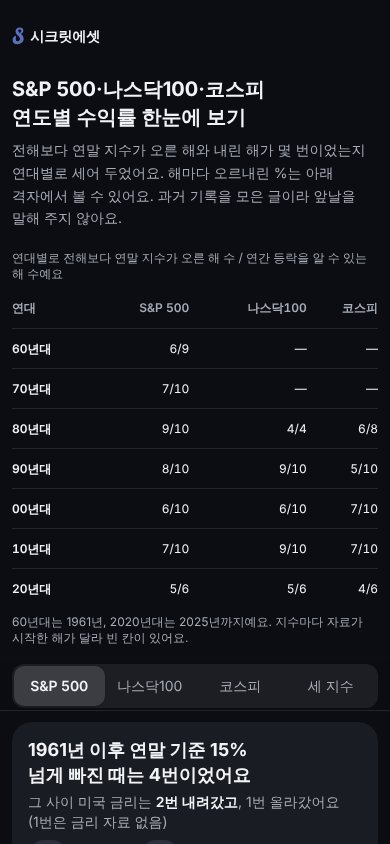 시크릿에셋
S&P 500·나스닥100·코스피
연도별 수익률 한눈에 보기
전해보다 연말 지수가 오른 해와 내린 해가 몇 번이었는지
연대별로 세어 두었어요. 해마다 오르내린 %는 아래
격자에서 볼 수 있어요. 과거 기록을 모은 글이라 앞날을
말해 주지 않아요.
연대별로 전해보다 연말 지수가 오른 해 수 / 연간 등락을 알 수 있는
해 수예요
연대 S&P 500 나스닥100 코스피
60년대 6/9 — —
70년대 7/10 — —
80년대 9/10 4/4 6/8
90년대 8/10 9/10 5/10
00년대 6/10 6/10 7/10
10년대 7/10 9/10 7/10
20년대 5/6 5/6 4/6
60년대는 1961년, 2020년대는 2025년까지예요. 지수마다 자료가
시작한 해가 달라 빈 칸이 있어요.
S&P 500 나스닥100 코스피 세 지수
1961년 이후 연말 기준 15%
넘게 빠진 때는 4번이었어요
그 사이 미국 금리는 2번 내려갔고, 1번 올라갔어요
(1번은 금리 자료 없음)